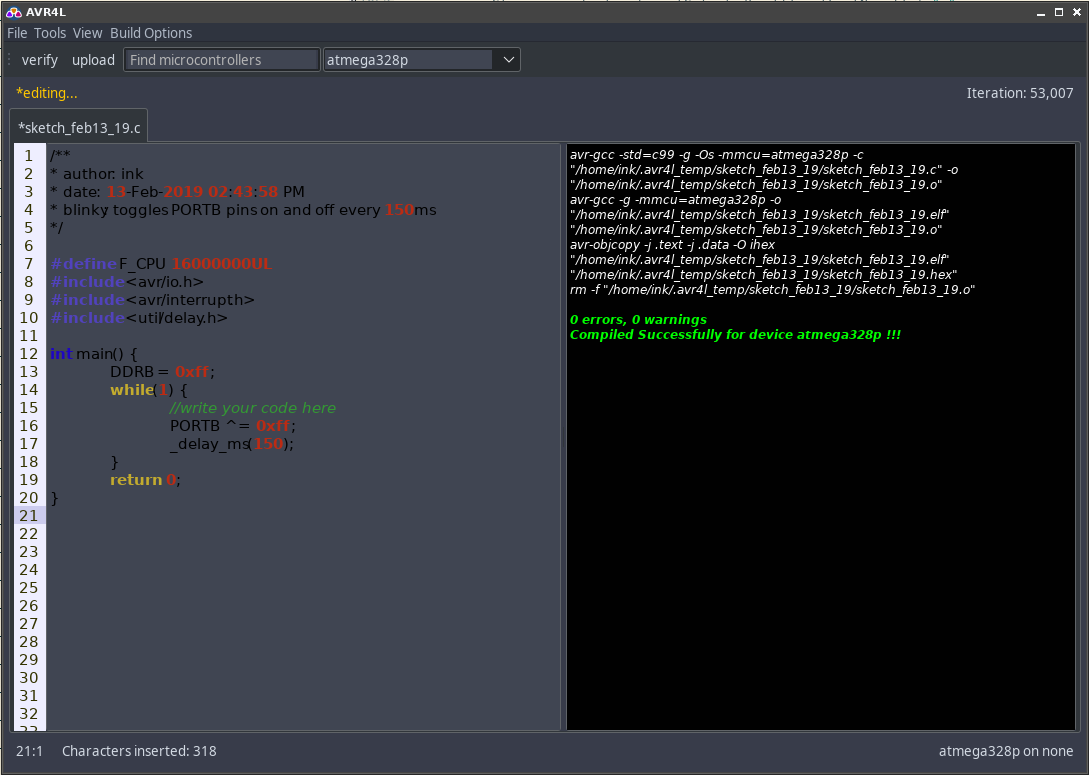 AVR4L
File Tools View Build Options
verify upload Find microcontrollers atmega328p
*editing... Iteration: 53,007
*sketch_feb13_19.c
1 /**
2 * author: ink
3 * date: 13-Feb-2019 02:43:58 PM
4 * blinky: toggles PORTB pins on and off every 150ms
5 */
6
7 #define F_CPU 16000000UL
8 #include <avr/io.h>
9 #include <avr/interrupt.h>
10 #include <util/delay.h>
11
12 int main() {
13 DDRB = 0xff;
14 while(1) {
15 //write your code here
16 PORTB ^= 0xff;
17 _delay_ms(150);
18 }
19 return 0;
20 }
21
22
23
24
25
26
27
28
29
30
31
32
33
avr-gcc -std=c99 -g -Os -mmcu=atmega328p -c
"/home/ink/.avr4l_temp/sketch_feb13_19/sketch_feb13_19.c" -o
"/home/ink/.avr4l_temp/sketch_feb13_19/sketch_feb13_19.o"
avr-gcc -g -mmcu=atmega328p -o
"/home/ink/.avr4l_temp/sketch_feb13_19/sketch_feb13_19.elf"
"/home/ink/.avr4l_temp/sketch_feb13_19/sketch_feb13_19.o"
avr-objcopy -j .text -j .data -O ihex
"/home/ink/.avr4l_temp/sketch_feb13_19/sketch_feb13_19.elf"
"/home/ink/.avr4l_temp/sketch_feb13_19/sketch_feb13_19.hex"
rm -f "/home/ink/.avr4l_temp/sketch_feb13_19/sketch_feb13_19.o"
0 errors, 0 warnings
Compiled Successfully for device atmega328p !!!
21:1 Characters inserted: 318 atmega328p on none